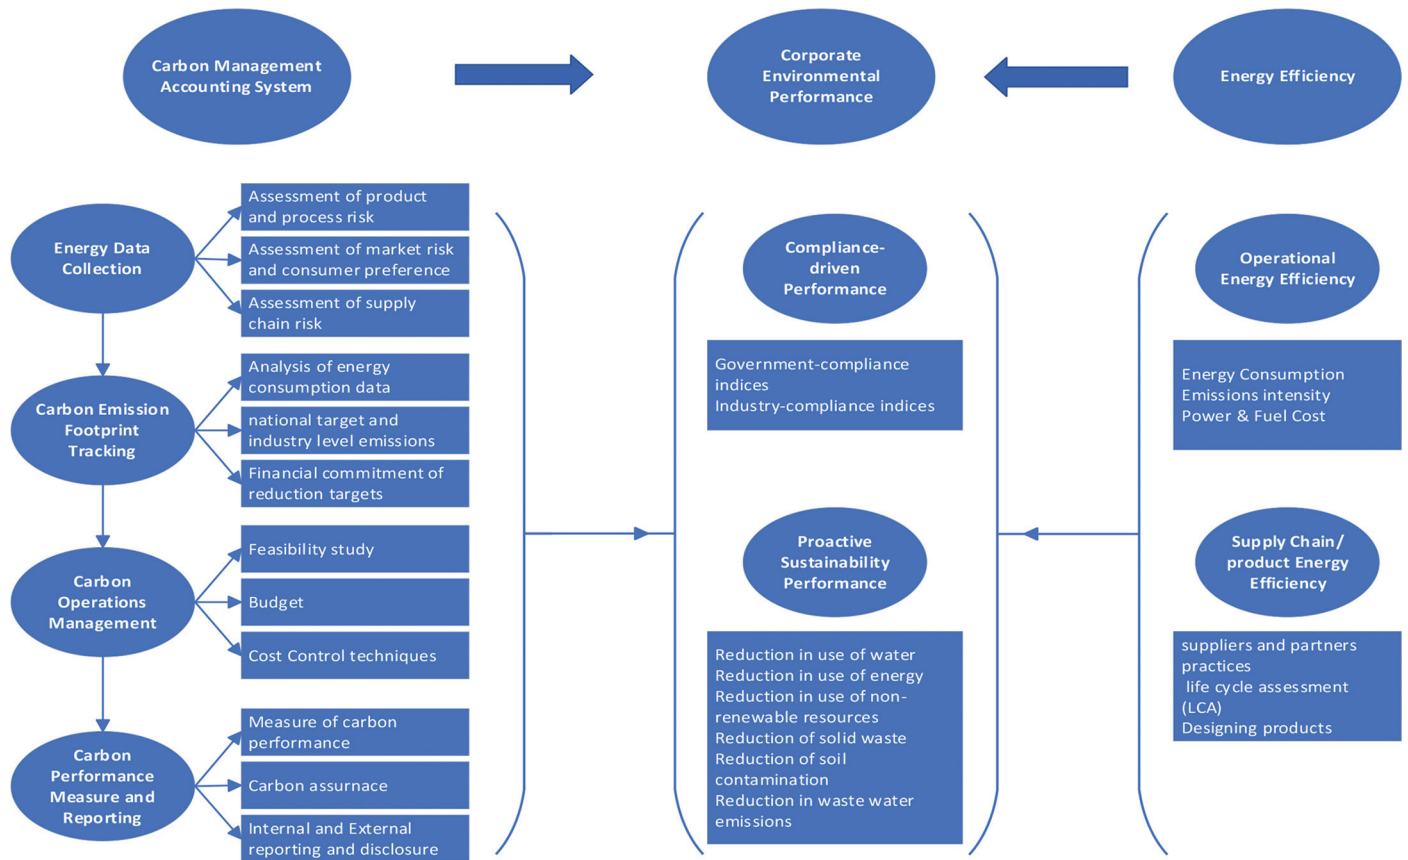 Carbon Management
Accounting System
Corporate
Environmental
Performance
Energy Efficiency
Energy Data
Collection
Assessment of product
and process risk
Assessment of market risk
and consumer preference
Assessment of supply
chain risk
Carbon Emission
Footprint
Tracking
Analysis of energy
consumption data
national target and
industry level emissions
Financial commitment of
reduction targets
Carbon
Operations
Management
Feasibility study
Budget
Cost Control techniques
Carbon
Performance
Measure and
Reporting
Measure of carbon
performance
Carbon assurnace
Internal and External
reporting and disclosure
Compliance-
driven
Performance
Government-compliance
indices
Industry-compliance indices
Proactive
Sustainability
Performance
Reduction in use of water
Reduction in use of energy
Reduction in use of non-
renewable resources
Reduction of solid waste
Reduction of soil
contamination
Reduction in waste water
emissions
Operational
Energy Efficiency
Energy Consumption
Emissions intensity
Power & Fuel Cost
Supply Chain/
product Energy
Efficiency
suppliers and partners
practices
life cycle assessment
(LCA)
Designing products